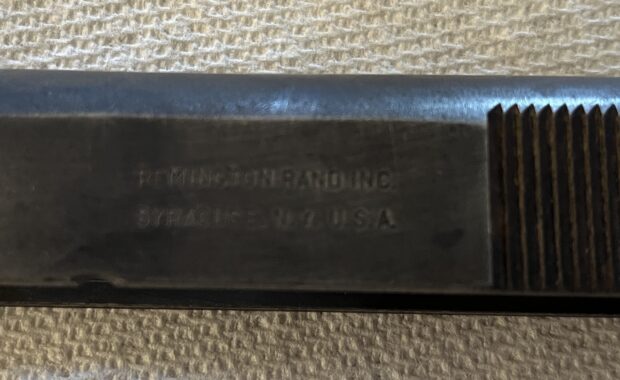 REMINGTON RAND INC.
SYRACUSE, N.Y. U.S.A.